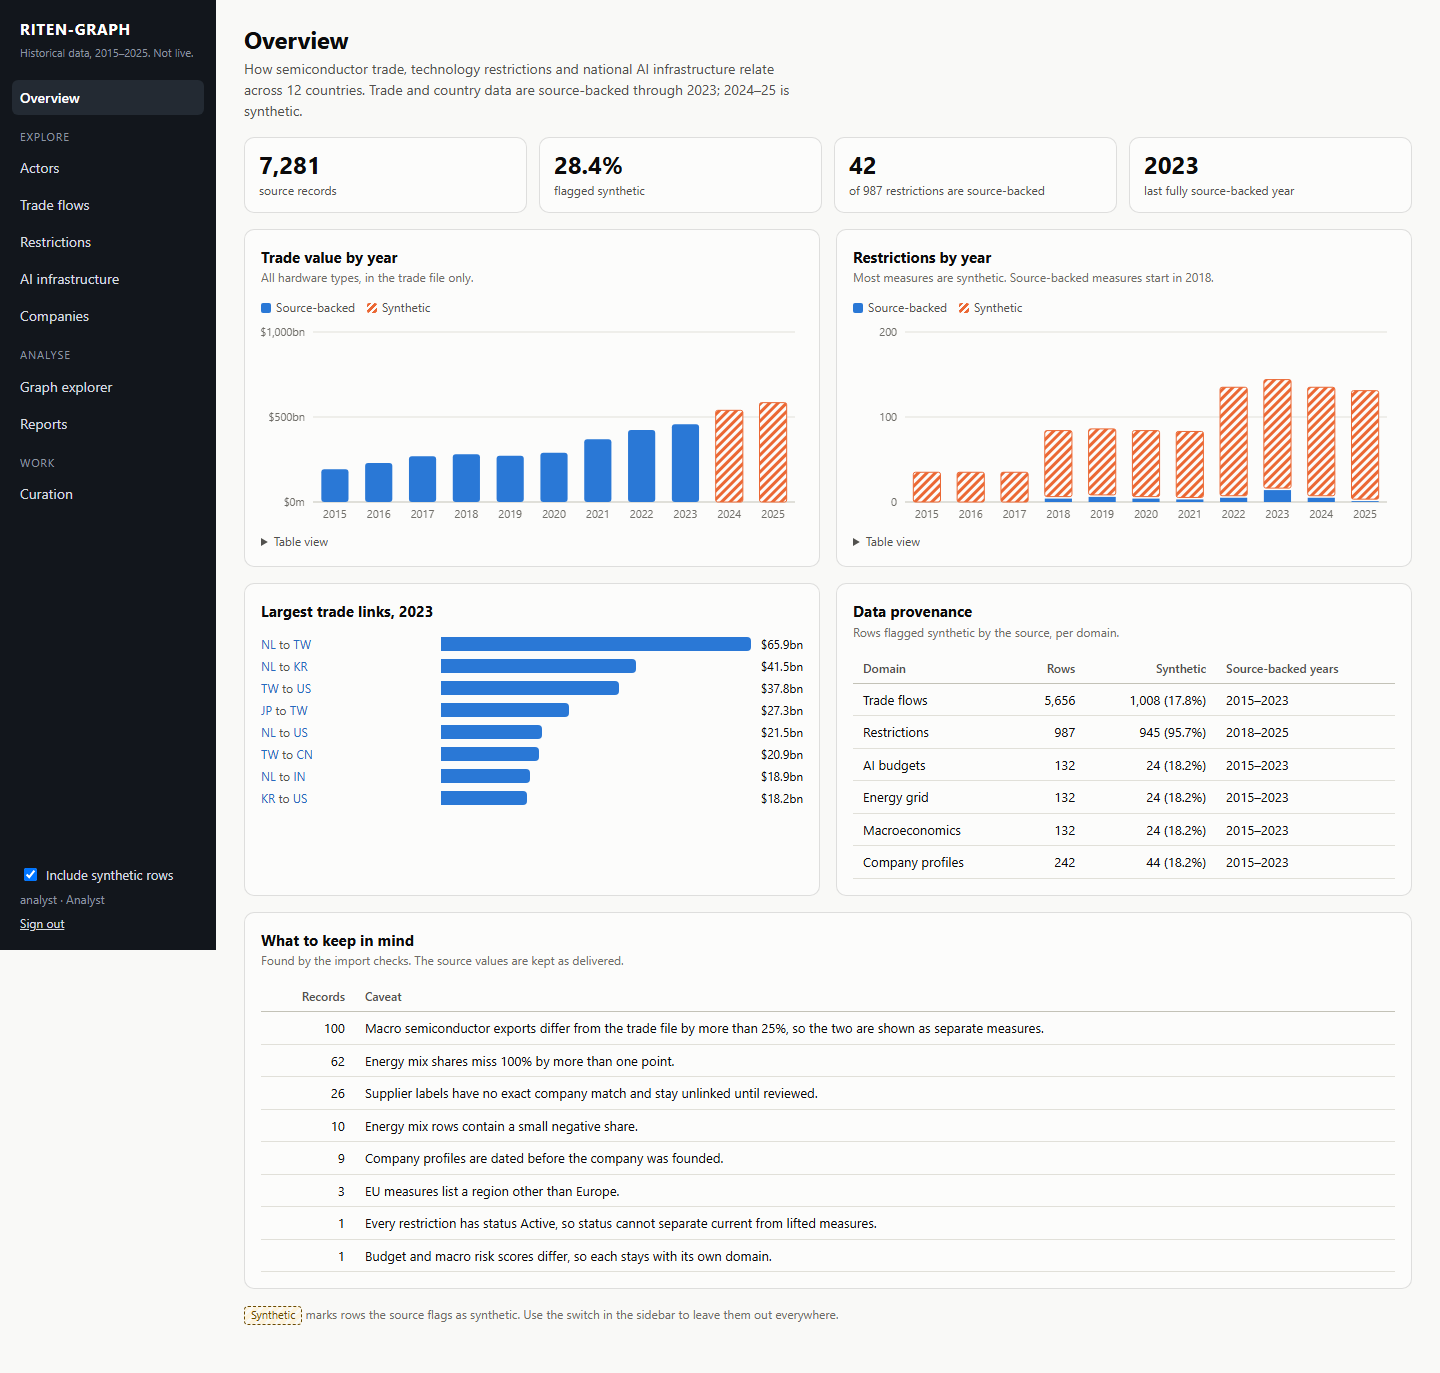 RITEN-GRAPH
Historical data, 2015–2025. Not live.
Overview
EXPLORE
Actors
Trade flows
Restrictions
AI infrastructure
Companies
ANALYSE
Graph explorer
Reports
WORK
Curation
Include synthetic rows
analyst · Analyst
Sign out
Overview
How semiconductor trade, technology restrictions and national AI infrastructure relate
across 12 countries. Trade and country data are source-backed through 2023; 2024–25 is
synthetic.
7,281
source records
28.4%
flagged synthetic
42
of 987 restrictions are source-backed
2023
last fully source-backed year
Trade value by year
All hardware types, in the trade file only.
Source-backed Synthetic
$1,000bn
$500bn
$0m
2015 2016 2017 2018 2019 2020 2021 2022 2023 2024 2025
Table view
Restrictions by year
Most measures are synthetic. Source-backed measures start in 2018.
Source-backed Synthetic
200
100
0
2015 2016 2017 2018 2019 2020 2021 2022 2023 2024 2025
Table view
Largest trade links, 2023
NL to TW $65.9bn
NL to KR $41.5bn
TW to US $37.8bn
JP to TW $27.3bn
NL to US $21.5bn
TW to CN $20.9bn
NL to IN $18.9bn
KR to US $18.2bn
Data provenance
Rows flagged synthetic by the source, per domain.
Domain Rows Synthetic Source-backed years
Trade flows 5,656 1,008 (17.8%) 2015–2023
Restrictions 987 945 (95.7%) 2018–2025
AI budgets 132 24 (18.2%) 2015–2023
Energy grid 132 24 (18.2%) 2015–2023
Macroeconomics 132 24 (18.2%) 2015–2023
Company profiles 242 44 (18.2%) 2015–2023
What to keep in mind
Found by the import checks. The source values are kept as delivered.
Records Caveat
100 Macro semiconductor exports differ from the trade file by more than 25%, so the two are shown as separate measures.
62 Energy mix shares miss 100% by more than one point.
26 Supplier labels have no exact company match and stay unlinked until reviewed.
10 Energy mix rows contain a small negative share.
9 Company profiles are dated before the company was founded.
3 EU measures list a region other than Europe.
1 Every restriction has status Active, so status cannot separate current from lifted measures.
1 Budget and macro risk scores differ, so each stays with its own domain.
Synthetic marks rows the source flags as synthetic. Use the switch in the sidebar to leave them out everywhere.